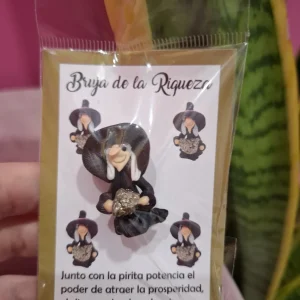 Bruja de la Riqueza
Junto con la pirita potencia el
poder de atraer la prosperidad,